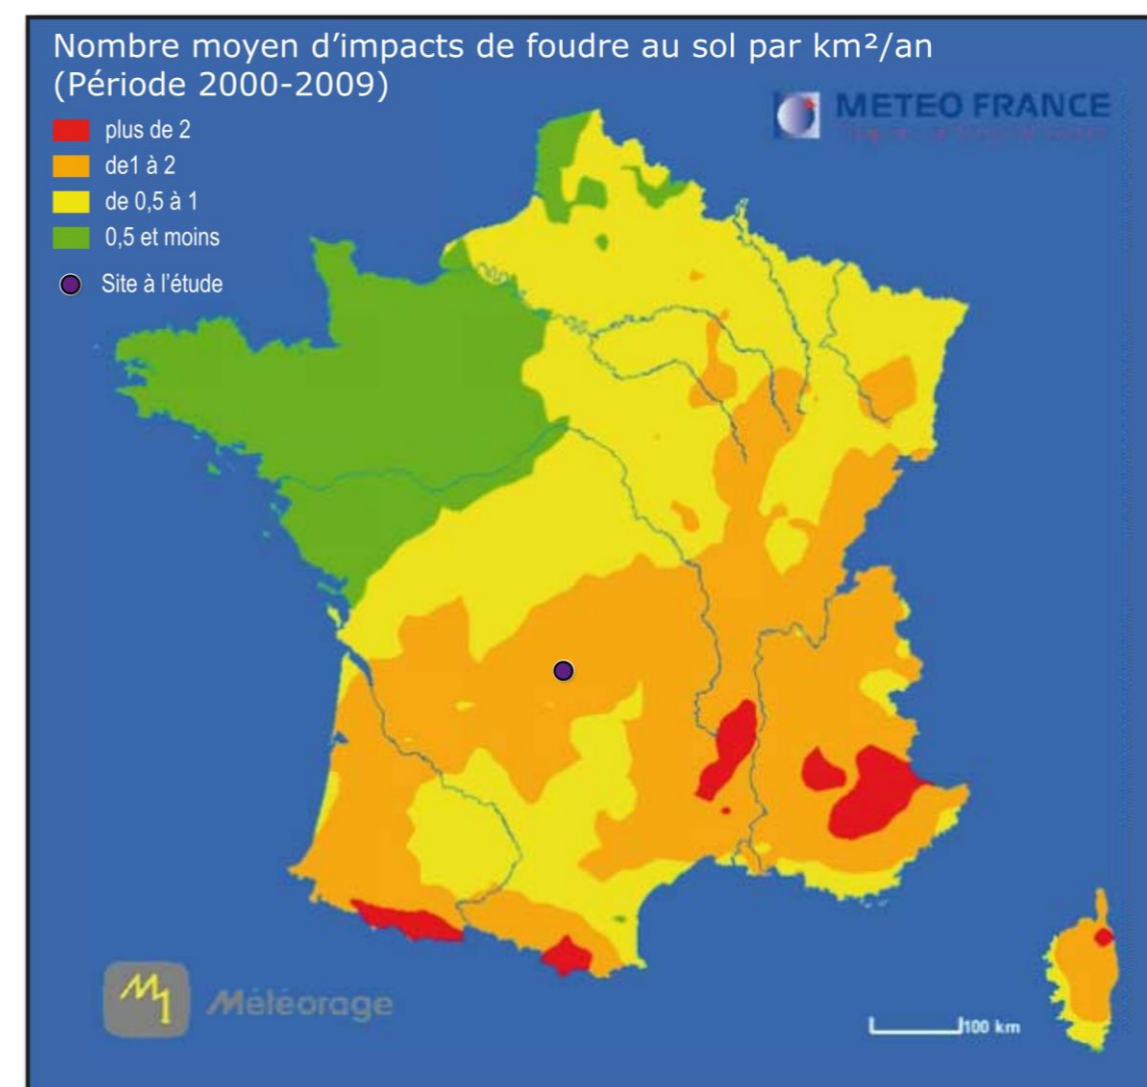 Nombre moyen d’impacts de foudre au sol par km²/an
(Période 2000-2009)
METEO FRANCE
plus de 2
de1 à 2
de 0,5 à 1
0,5 et moins
Site à l’étude
Météorage
100 km